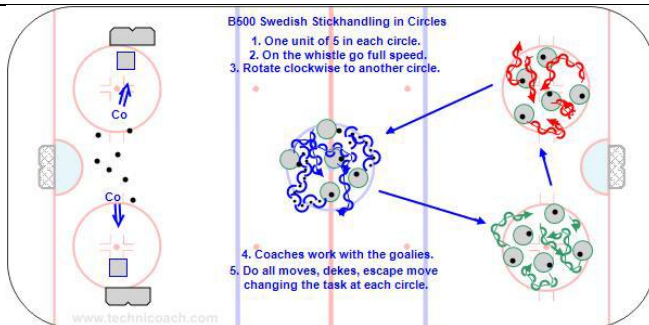 B500 Swedish Stickhandling in Circles
1. One unit of 5 in each circle.
2. On the whistle go full speed.
3. Rotate clockwise to another circle.
Co
Co
4. Coaches work with the goalies.
5. Do all moves, dekes, escape move
changing the task at each circle.
www.technicoach.com